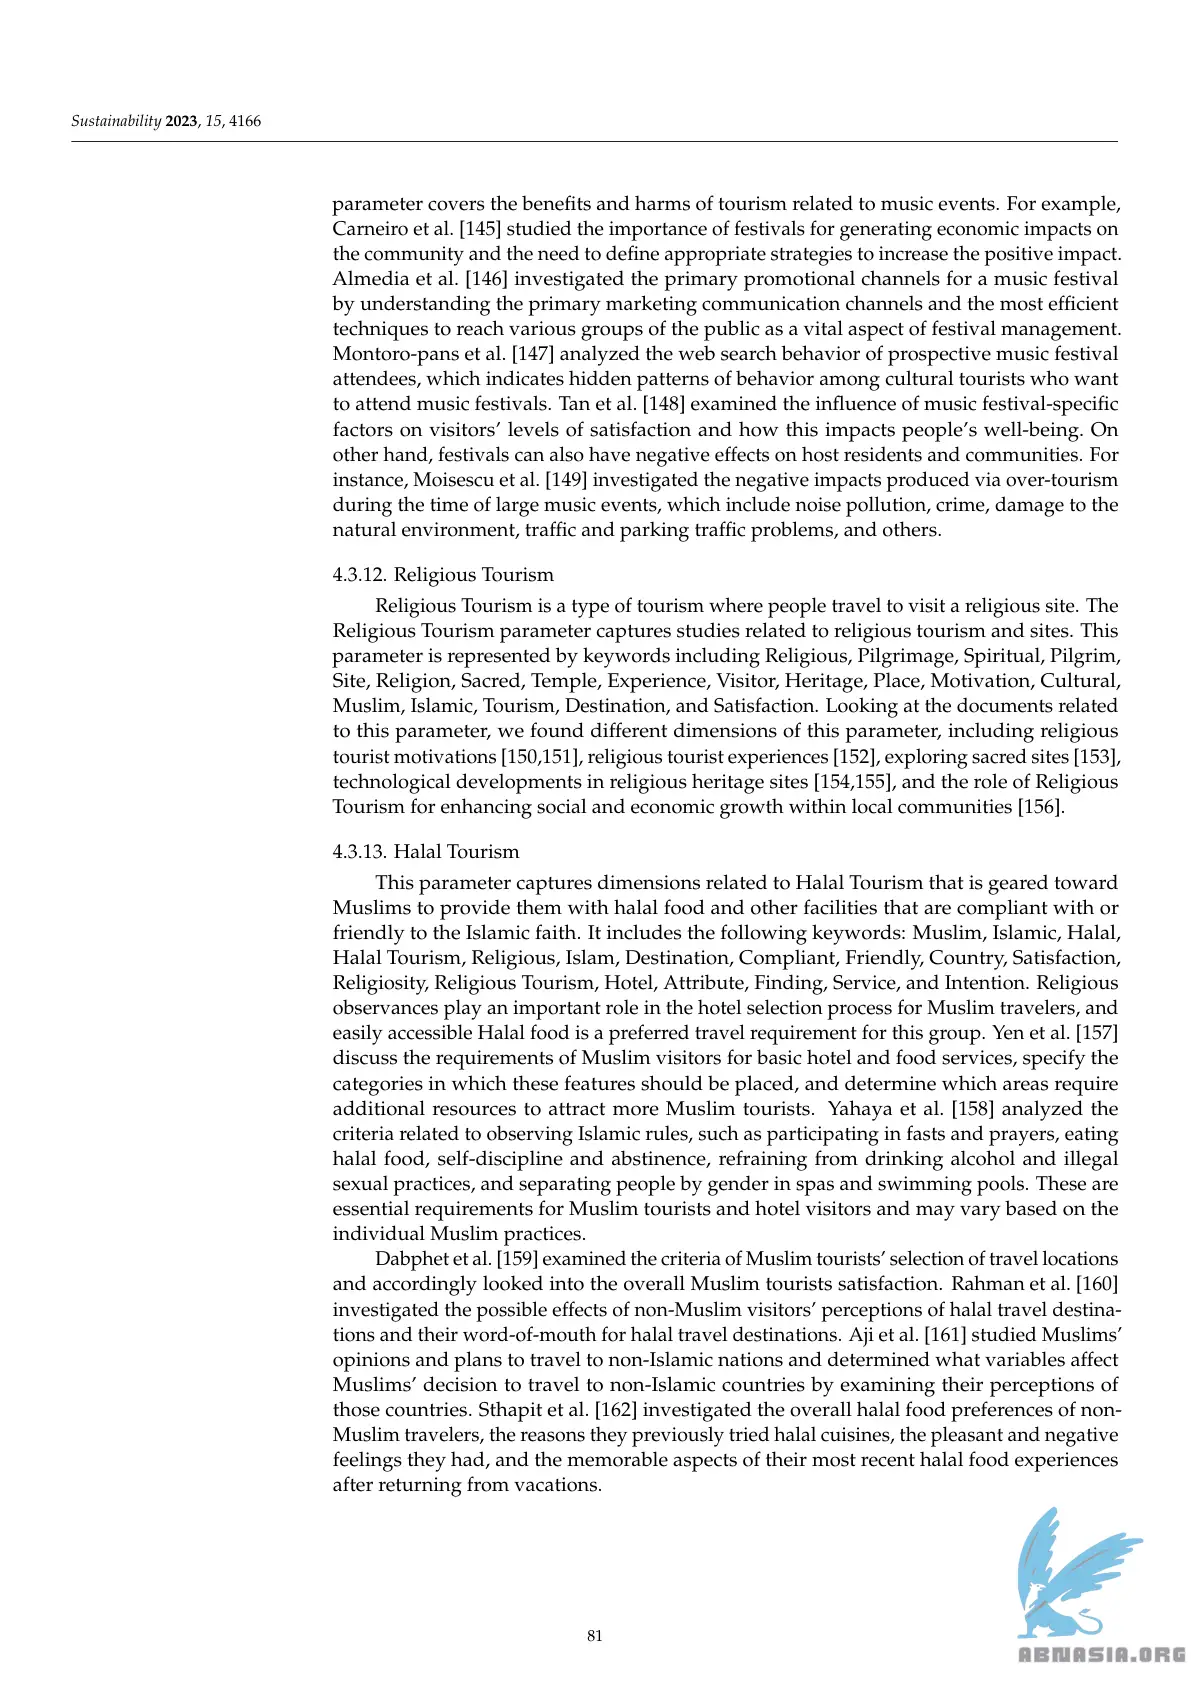 Sustainability 2023, 15, 4166
parameter covers the benefits and harms of tourism related to music events. For example,
Carneiro et al. [145] studied the importance of festivals for generating economic impacts on
the community and the need to define appropriate strategies to increase the positive impact.
Almedia et al. [146] investigated the primary promotional channels for a music festival
by understanding the primary marketing communication channels and the most efficient
techniques to reach various groups of the public as a vital aspect of festival management.
Montoro-pans et al. [147] analyzed the web search behavior of prospective music festival
attendees, which indicates hidden patterns of behavior among cultural tourists who want
to attend music festivals. Tan et al. [148] examined the influence of music festival-specific
factors on visitors’ levels of satisfaction and how this impacts people’s well-being. On
other hand, festivals can also have negative effects on host residents and communities. For
instance, Moisescu et al. [149] investigated the negative impacts produced via over-tourism
during the time of large music events, which include noise pollution, crime, damage to the
natural environment, traffic and parking traffic problems, and others.
4.3.12. Religious Tourism
Religious Tourism is a type of tourism where people travel to visit a religious site. The
Religious Tourism parameter captures studies related to religious tourism and sites. This
parameter is represented by keywords including Religious, Pilgrimage, Spiritual, Pilgrim,
Site, Religion, Sacred, Temple, Experience, Visitor, Heritage, Place, Motivation, Cultural,
Muslim, Islamic, Tourism, Destination, and Satisfaction. Looking at the documents related
to this parameter, we found different dimensions of this parameter, including religious
tourist motivations [150,151], religious tourist experiences [152], exploring sacred sites [153],
technological developments in religious heritage sites [154,155], and the role of Religious
Tourism for enhancing social and economic growth within local communities [156].
4.3.13. Halal Tourism
This parameter captures dimensions related to Halal Tourism that is geared toward
Muslims to provide them with halal food and other facilities that are compliant with or
friendly to the Islamic faith. It includes the following keywords: Muslim, Islamic, Halal,
Halal Tourism, Religious, Islam, Destination, Compliant, Friendly, Country, Satisfaction,
Religiosity, Religious Tourism, Hotel, Attribute, Finding, Service, and Intention. Religious
observances play an important role in the hotel selection process for Muslim travelers, and
easily accessible Halal food is a preferred travel requirement for this group. Yen et al. [157]
discuss the requirements of Muslim visitors for basic hotel and food services, specify the
categories in which these features should be placed, and determine which areas require
additional resources to attract more Muslim tourists. Yahaya et al. [158] analyzed the
criteria related to observing Islamic rules, such as participating in fasts and prayers, eating
halal food, self-discipline and abstinence, refraining from drinking alcohol and illegal
sexual practices, and separating people by gender in spas and swimming pools. These are
essential requirements for Muslim tourists and hotel visitors and may vary based on the
individual Muslim practices.
Dabphet et al. [159] examined the criteria of Muslim tourists’ selection of travel locations
and accordingly looked into the overall Muslim tourists satisfaction. Rahman et al. [160]
investigated the possible effects of non-Muslim visitors’ perceptions of halal travel destina-
tions and their word-of-mouth for halal travel destinations. Aji et al. [161] studied Muslims’
opinions and plans to travel to non-Islamic nations and determined what variables affect
Muslims’ decision to travel to non-Islamic countries by examining their perceptions of
those countries. Sthapit et al. [162] investigated the overall halal food preferences of non-
Muslim travelers, the reasons they previously tried halal cuisines, the pleasant and negative
feelings they had, and the memorable aspects of their most recent halal food experiences
after returning from vacations.
81
ABNASIA.ORG